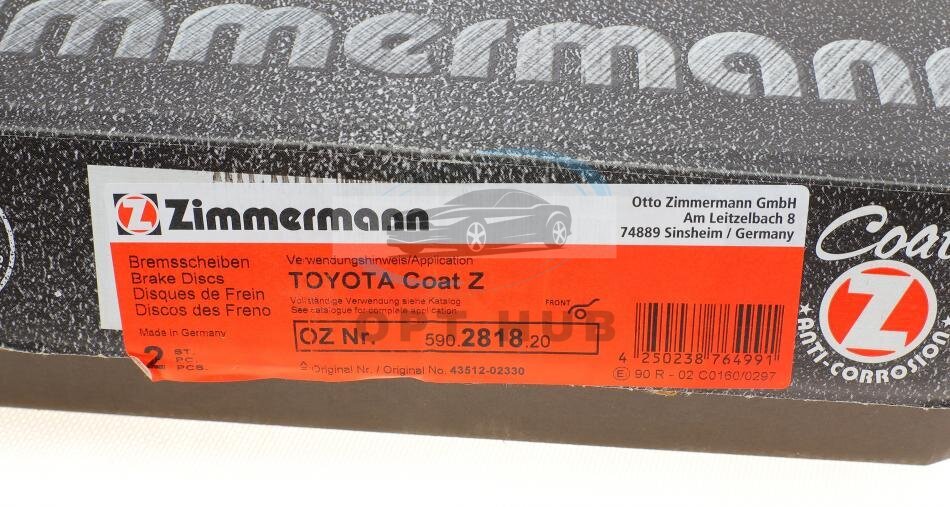 mmermann
Zimmermann
Otto Zimmermann GmbH
Am Leitzelbach 8
74889 Sinsheim / Germany
Bremsscheiben
Brake Discs
Disques de Frein
Discos des Freno
Made in Germany
2 ST.
PC.
PCS.
Verwendungshinweis/Application
TOYOTA Coat Z
Vollständige Verwendung siehe Katalog
See catalogue for complete application
FRONT
OPT HUB
OZ Nr. 590.2818.20
Original Nr. / Original No. 43512-02330
4 250238 764991
E 90 R - 02 C0160/0297
Coat
Z
ANTI CORROSION